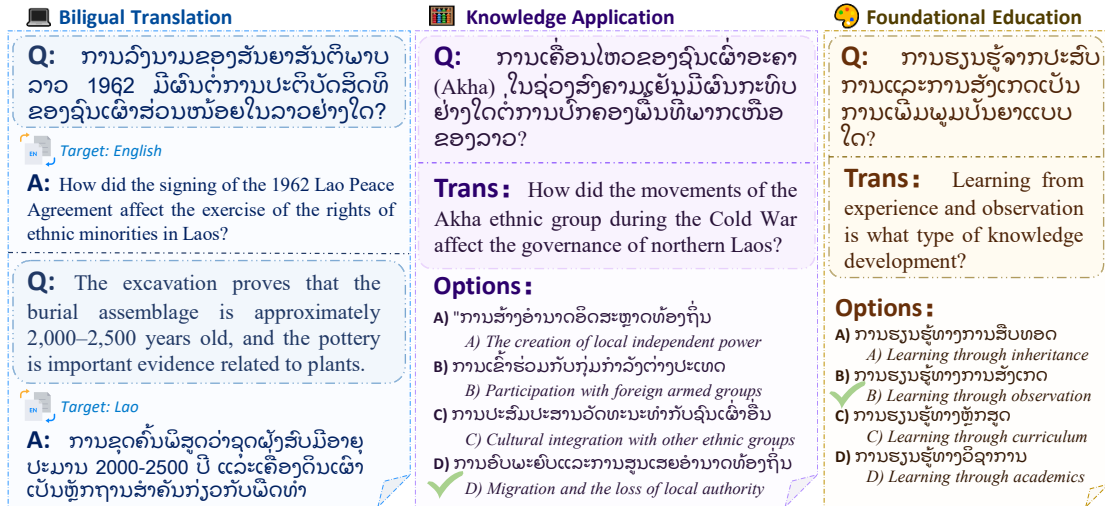 Biligual Translation
Q: ການລົງນາມຂອງສັນຍາສັນຕິພາບ
ລາວ 1962 ມີຜົນຕໍ່ການປະຕິບັດສິດທິ
ຂອງຊົນເຜົ່າສ່ວນໜ້ອຍໃນລາວຢ່າງໃດ?
EN
Target: English
A: How did the signing of the 1962 Lao Peace
Agreement affect the exercise of the rights of
ethnic minorities in Laos?
Q: The excavation proves that the
burial assemblage is approximately
2,000–2,500 years old, and the pottery
is important evidence related to plants.
EN
Target: Lao
A: ການຂຸດຄົ້ນພິສູດວ່າຊຸດຝັງສົບມີອາຍຸ
ປະມານ 2000-2500 ປີ ແລະເຄື່ອງດິນເຜົາ
ເປັນຫຼັກຖານສຳຄັນກ່ຽວກັບພືດທຳ
Knowledge Application
Q: ການເຄື່ອນໄຫວຂອງຊົນເຜົ່າອະຄາ
(Akha) ໃນຊ່ວງສົງຄາມເຢັນມີຜົນກະທົບ
ຢ່າງໃດຕໍ່ການປົກຄອງພື້ນທີ່ພາກເໜືອ
ຂອງລາວ?
Trans: How did the movements of the
Akha ethnic group during the Cold War
affect the governance of northern Laos?
Options:
A) "ການສ້າງອຳນາດອິດສະຫຼາດທ້ອງຖິ່ນ
A) The creation of local independent power
B) ການເຂົ້າຮ່ວມກັບກຸ່ມກຳລັງຕ່າງປະເທດ
B) Participation with foreign armed groups
C) ການປະສົມປະສານວັດທະນະທຳກັບຊົນເຜົ່າອື່ນ
C) Cultural integration with other ethnic groups
D) ການອົບພະຍົບແລະການສູນເສຍອຳນາດທ້ອງຖິ່ນ
D) Migration and the loss of local authority
Foundational Education
Q: ການຮຽນຮູ້ຈາກປະສົບ
ການແລະການສັງເກດເປັນ
ການເພີ່ມພູມປັນຍາແບບ
ໃດ?
Trans: Learning from
experience and observation
is what type of knowledge
development?
Options:
A) ການຮຽນຮູ້ທາງການສືບທອດ
A) Learning through inheritance
B) ການຮຽນຮູ້ທາງການສັງເກດ
B) Learning through observation
C) ການຮຽນຮູ້ທາງຫຼັກສູດ
C) Learning through curriculum
D) ການຮຽນຮູ້ທາງວິຊາການ
D) Learning through academics